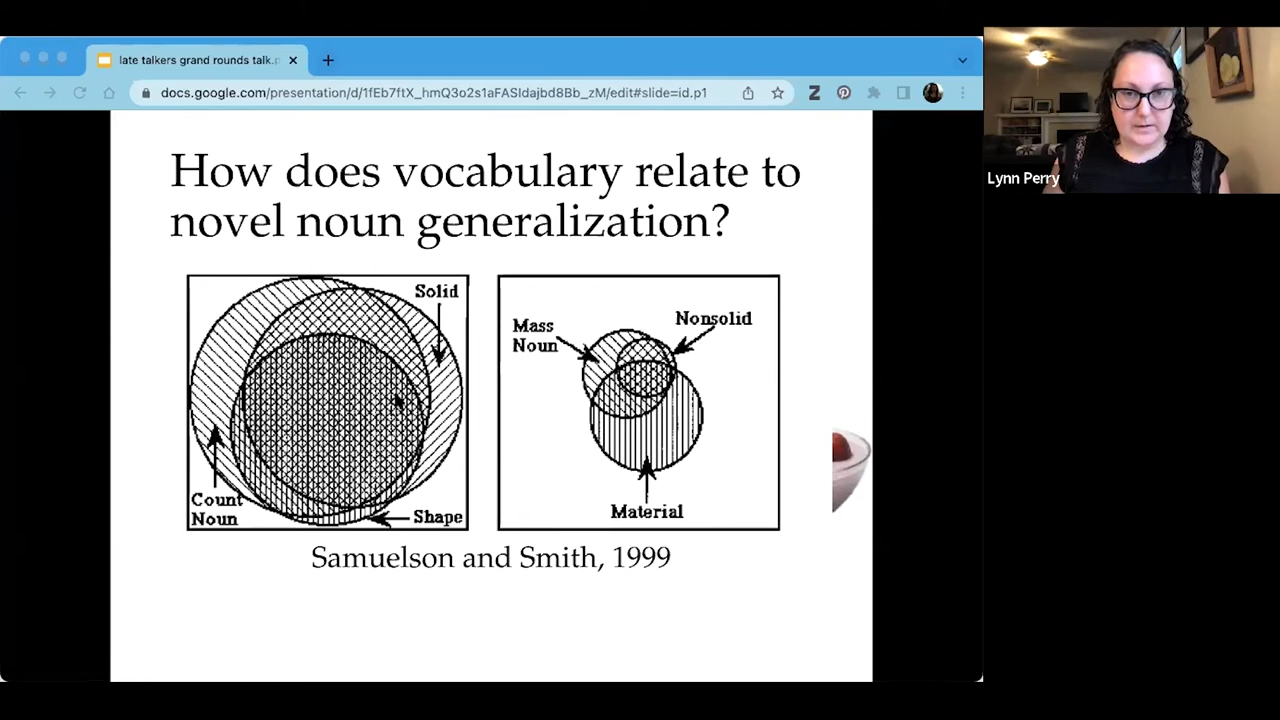 late talkers grand rounds talk.p
docs.google.com/presentation/d/1fEb7ftX_hmQ3o2s1aFASIdajbd8Bb_zM/edit#slide=id.p1
Z
Lynn Perry
How does vocabulary relate to
novel noun generalization?
Solid
Count
Noun
Shape
Mass
Noun
Nonsolid
Material
Samuelson and Smith, 1999